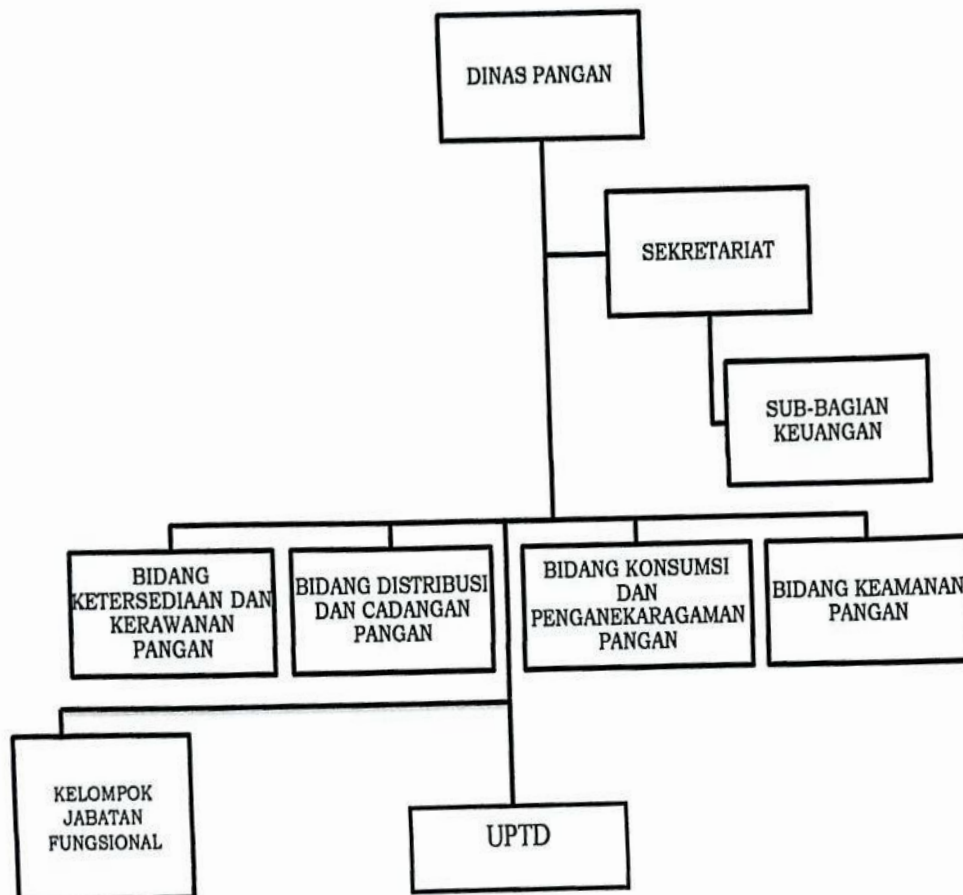 DINAS PANGAN
SEKRETARIAT
SUB-BAGIAN
KEUANGAN
BIDANG
KETERSEDIAAN DAN
KERAWANAN
PANGAN
BIDANG DISTRIBUSI
DAN CADANGAN
PANGAN
BIDANG KONSUMSI
DAN
PENGANEKARAGAMAN
PANGAN
BIDANG KEAMANAN
PANGAN
KELOMPOK
JABATAN
FUNGSIONAL
UPTD